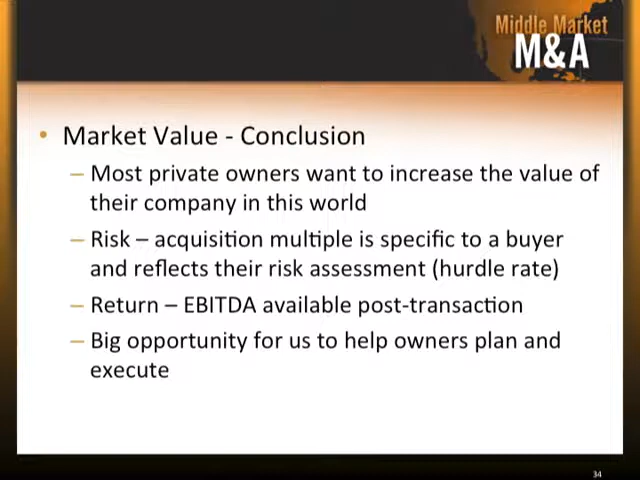 Middle Market
M&A
• Market Value - Conclusion
– Most private owners want to increase the value of
their company in this world
– Risk – acquisition multiple is specific to a buyer
and reflects their risk assessment (hurdle rate)
– Return – EBITDA available post-transaction
– Big opportunity for us to help owners plan and
execute
34